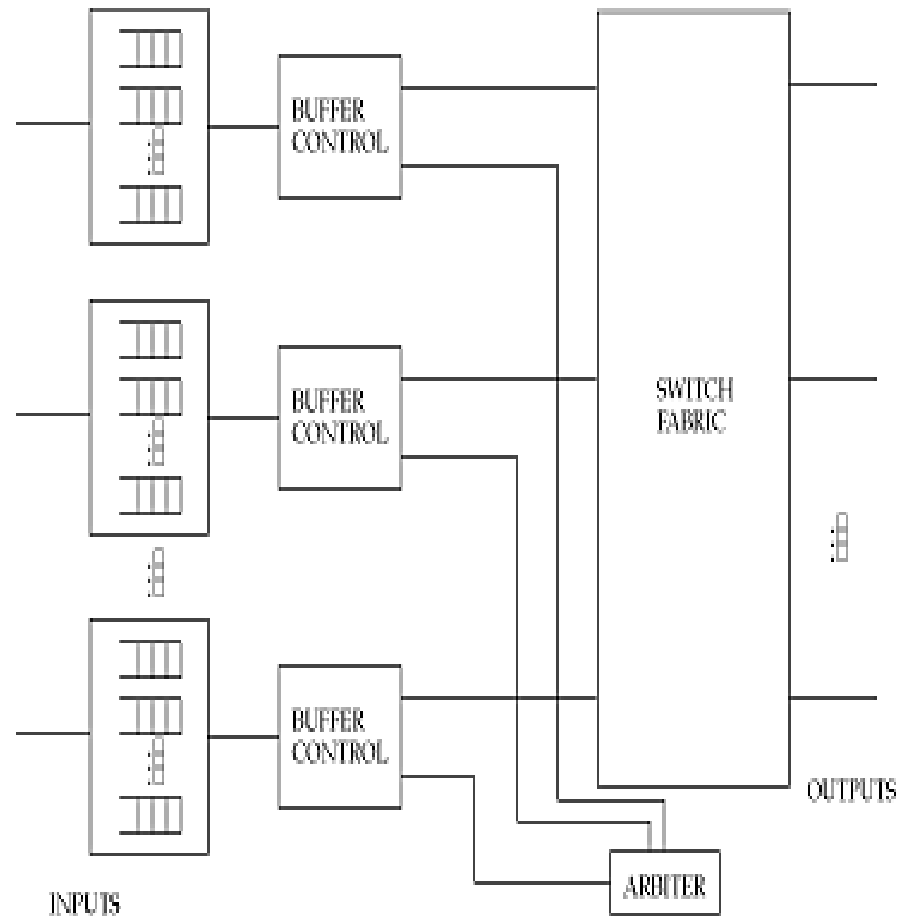 BUFFER
CONTROL
BUFFER
CONTROL
SWITCH
FABRIC
BUFFER
CONTROL
OUTPUTS
ARBITER
INPUTS